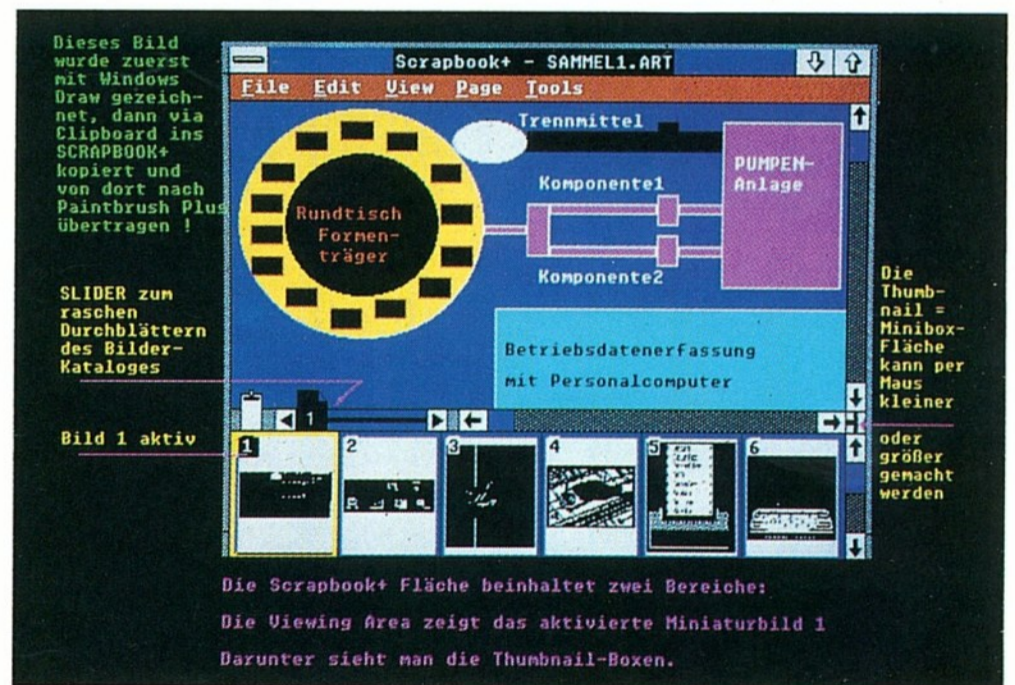 Dieses Bild
wurde zuerst
mit Windows
Draw gezeich-
net, dann via
Clipboard ins
SCRAPBOOK+
kopiert und
von dort nach
Paintbrush Plus
übertragen !
SLIDER zum
raschen
Durchblättern
des Bilder-
Kataloges
Bild 1 aktiv
Scrapbook+ - SAMMEL1.ART
File Edit View Page Tools
Trennmittel
PUMPEN-
Anlage
Komponente1
Rundtisch
Formen-
träger
Komponente2
Betriebsdatenerfassung
mit Personalcomputer
1
1 2 3 4 5 6
Die
Thumb-
nail =
Minibox-
Fläche
kann per
Maus
kleiner
oder
größer
gemacht
werden
Die Scrapbook+ Fläche beinhaltet zwei Bereiche:
Die Viewing Area zeigt das aktivierte Miniaturbild 1
Darunter sieht man die Thumbnail-Boxen.